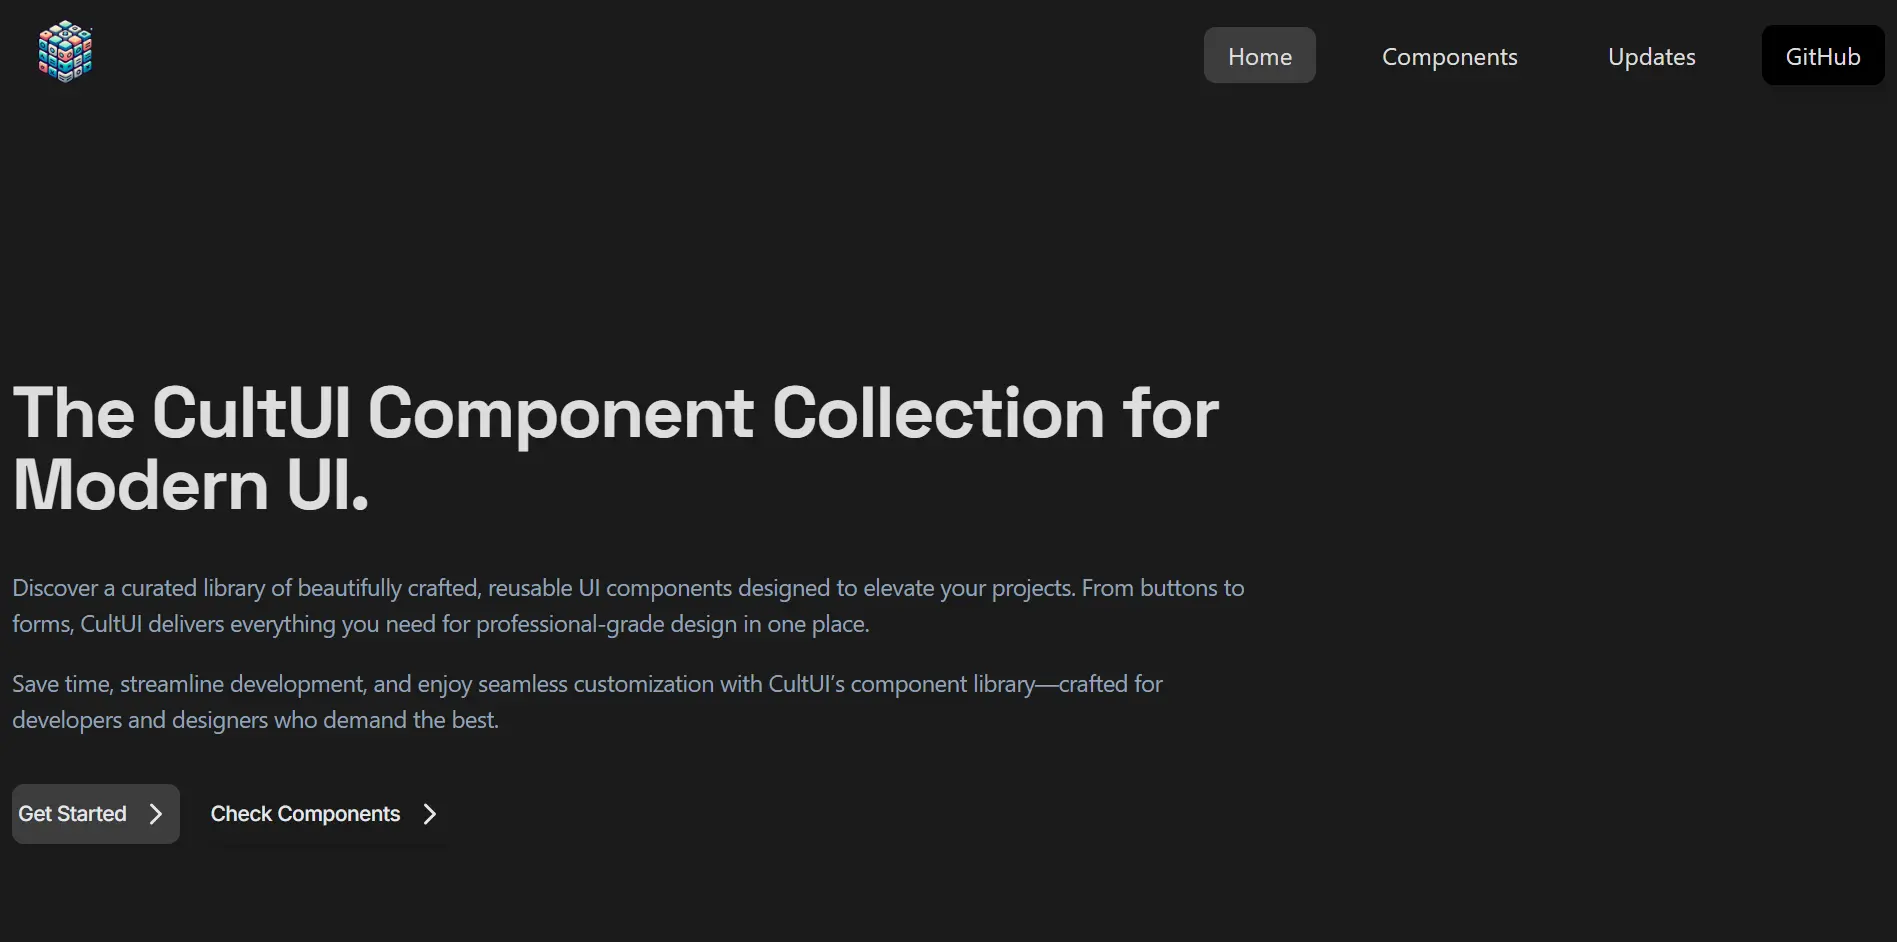 Home Components Updates GitHub
The CultUI Component Collection for
Modern UI.
Discover a curated library of beautifully crafted, reusable UI components designed to elevate your projects. From buttons to
forms, CultUI delivers everything you need for professional-grade design in one place.
Save time, streamline development, and enjoy seamless customization with CultUI’s component library—crafted for
developers and designers who demand the best.
Get Started Check Components